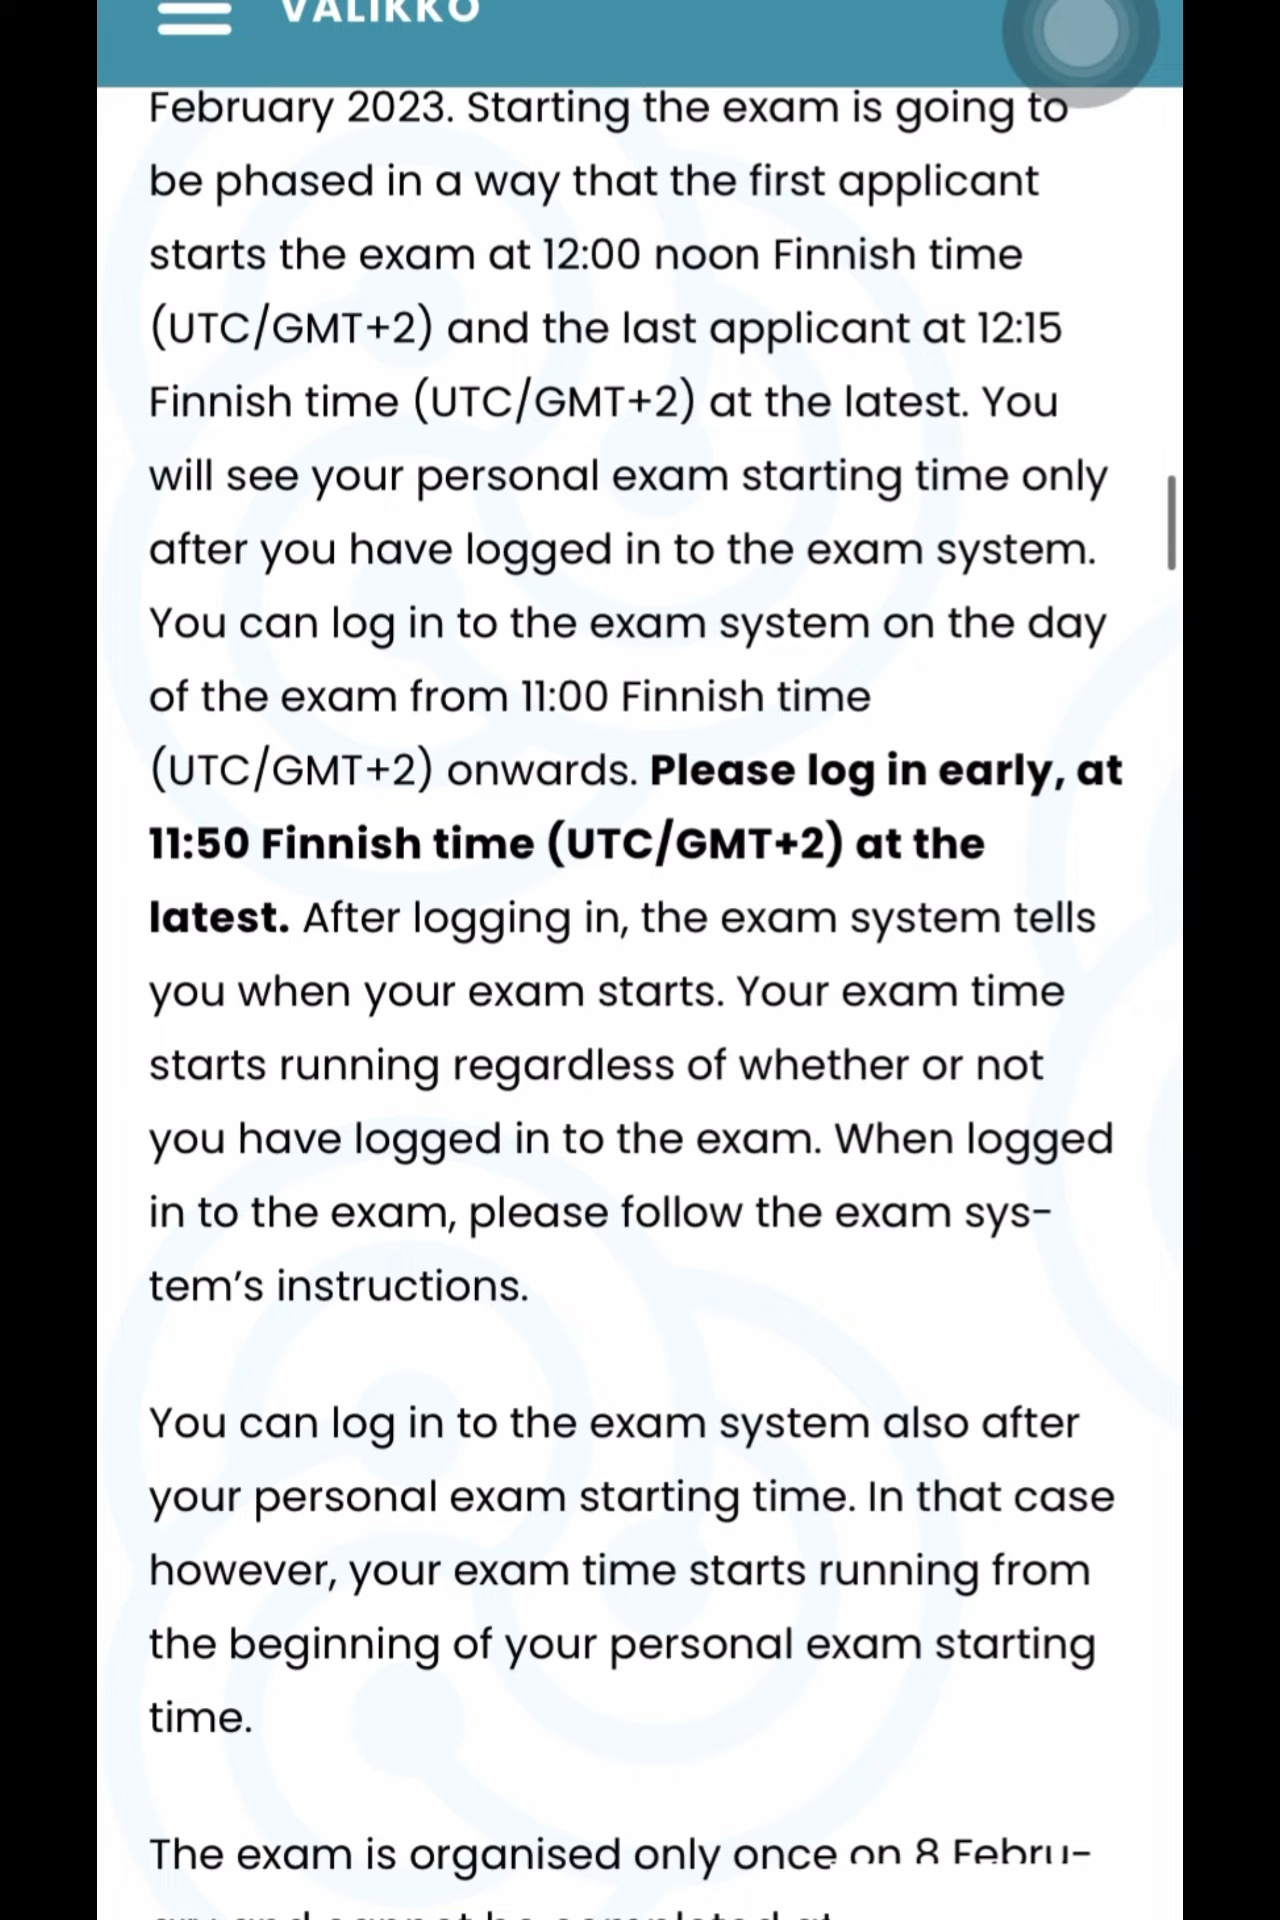 VALIKKO
February 2023. Starting the exam is going to
be phased in a way that the first applicant
starts the exam at 12:00 noon Finnish time
(UTC/GMT+2) and the last applicant at 12:15
Finnish time (UTC/GMT+2) at the latest. You
will see your personal exam starting time only
after you have logged in to the exam system.
You can log in to the exam system on the day
of the exam from 11:00 Finnish time
(UTC/GMT+2) onwards. Please log in early, at
11:50 Finnish time (UTC/GMT+2) at the
latest. After logging in, the exam system tells
you when your exam starts. Your exam time
starts running regardless of whether or not
you have logged in to the exam. When logged
in to the exam, please follow the exam sys-
tem’s instructions.
You can log in to the exam system also after
your personal exam starting time. In that case
however, your exam time starts running from
the beginning of your personal exam starting
time.
The exam is organised only once on 8 Febru-
ary and cannot be completed at